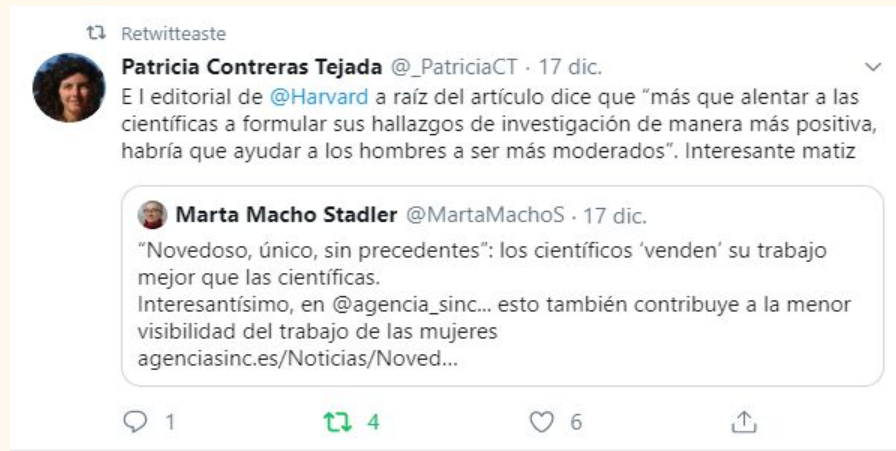 Retwitteaste
Patricia Contreras Tejada @_PatriciaCT · 17 dic.
E l editorial de @Harvard a raíz del artículo dice que “más que alentar a las
científicas a formular sus hallazgos de investigación de manera más positiva,
habría que ayudar a los hombres a ser más moderados”. Interesante matiz
Marta Macho Stadler @MartaMachoS · 17 dic.
“Novedoso, único, sin precedentes”: los científicos ‘venden’ su trabajo
mejor que las científicas.
Interesantísimo, en @agencia_sinc... esto también contribuye a la menor
visibilidad del trabajo de las mujeres
agenciasinc.es/Noticias/Noved...
1 4 6